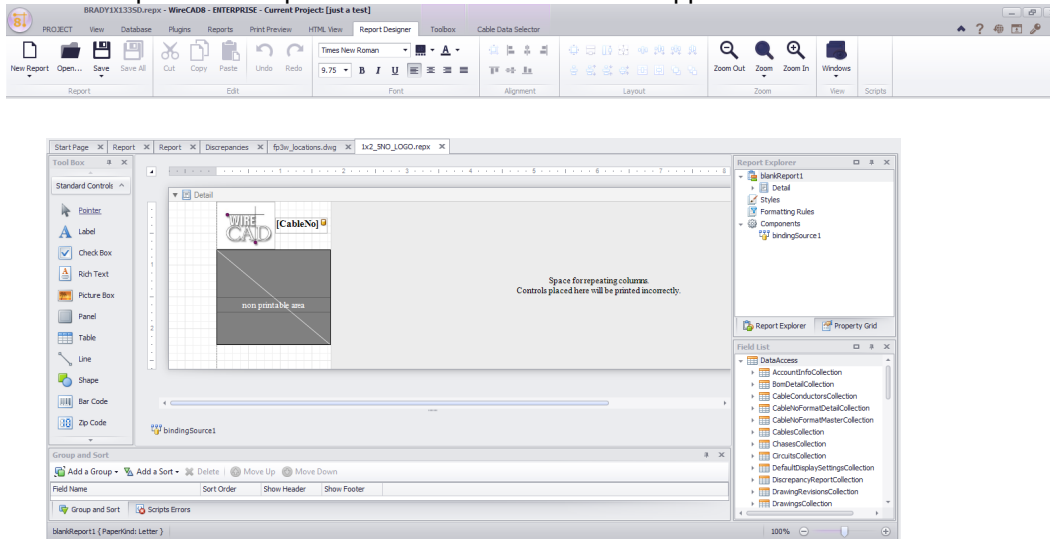 BRADY1X133SD.repx - WireCAD8 - ENTERPRISE - Current Project: [just a test]
PROJECT View Database Plugins Reports Print Preview HTML View Report Designer Toolbox Cable Data Selector
New Report Open... Save Save All Cut Copy Paste Undo Redo Times New Roman Zoom Out Zoom Zoom In Windows
9.75 B I U
Report Edit Font Alignment Layout Zoom View Scripts
Start Page Report Report Discrepancies fp3w_locations.dwg 1x2_SNO_LOGO.repx
Tool Box
Standard Controls
Pointer
Label
Check Box
Rich Text
Picture Box
Panel
Table
Line
Shape
Bar Code
Zip Code
Detail
WIRE
CAD
[CableNo]
non printable area
Space for repeating columns.
Controls placed here will be printed incorrectly.
bindingSource1
Report Explorer
blankReport1
Detail
Styles
Formatting Rules
Components
bindingSource1
Report Explorer Property Grid
Field List
DataAccess
AccountInfoCollection
BomDetailCollection
CableConductorsCollection
CableNoFormatDetailCollection
CableNoFormatMasterCollection
CablesCollection
ChasesCollection
CircuitsCollection
DefaultDisplaySettingsCollection
DiscrepancyReportCollection
DrawingRevisionsCollection
DrawingsCollection
Group and Sort
Add a Group Add a Sort Delete Move Up Move Down
Field Name Sort Order Show Header Show Footer
Group and Sort Scripts Errors
blankReport1 { PaperKind: Letter } 100%